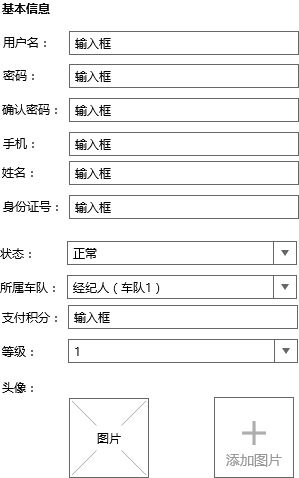 基本信息
用户名： 输入框
密码： 输入框
确认密码： 输入框
手机： 输入框
姓名： 输入框
身份证号： 输入框
状态： 正常
所属车队： 经纪人（车队1）
支付积分： 输入框
等级： 1
头像：
图片
添加图片